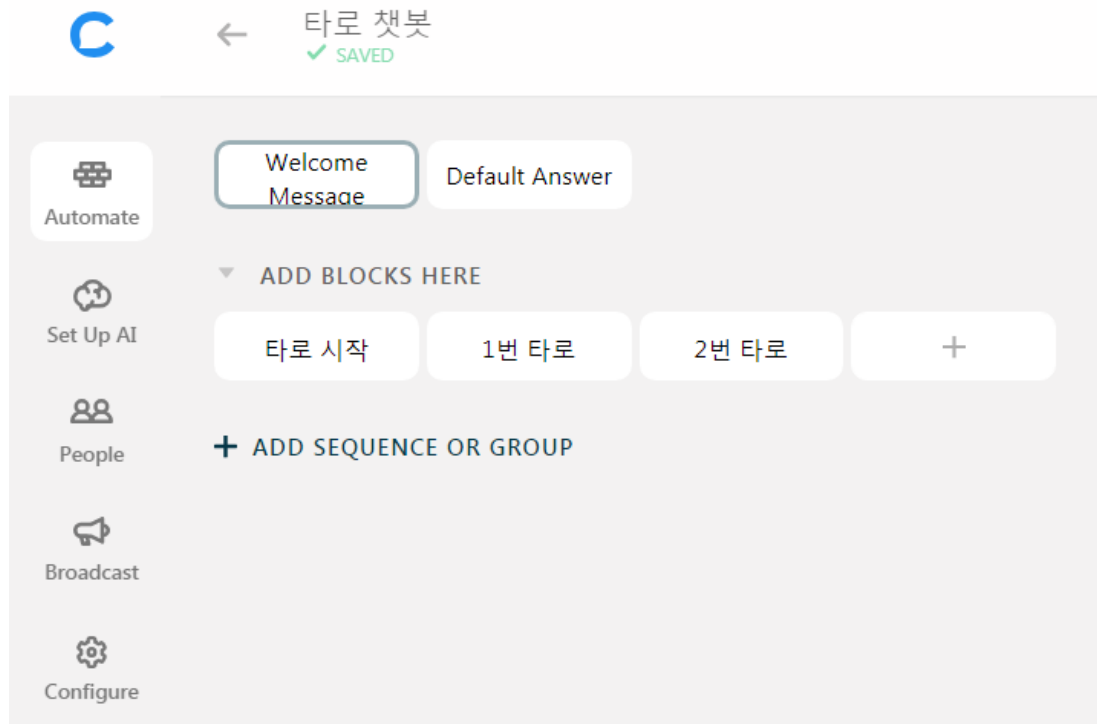 타로 챗봇
SAVED
Automate
Set Up AI
People
Broadcast
Configure
Welcome
Message
Default Answer
ADD BLOCKS HERE
타로 시작
1번 타로
2번 타로
+
+ ADD SEQUENCE OR GROUP